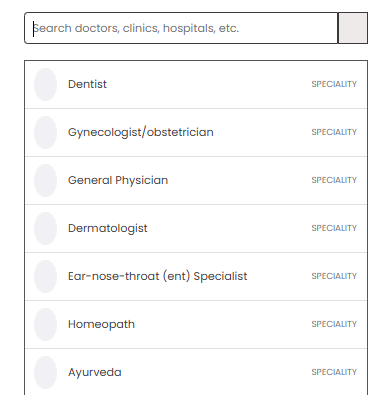 Search doctors, clinics, hospitals, etc.
Dentist SPECIALITY
Gynecologist/obstetrician SPECIALITY
General Physician SPECIALITY
Dermatologist SPECIALITY
Ear-nose-throat (ent) Specialist SPECIALITY
Homeopath SPECIALITY
Ayurveda SPECIALITY